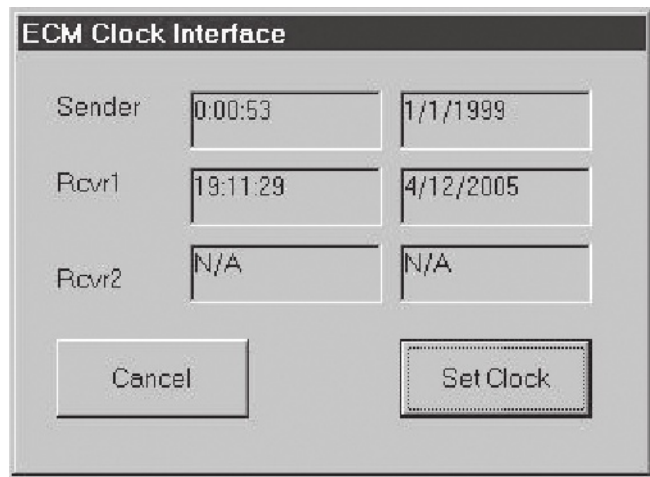 ECM Clock Interface
Sender 0:00:53 1/1/1999
Rcvr1 19:11:29 4/12/2005
Rcvr2 N/A N/A
Cancel Set Clock